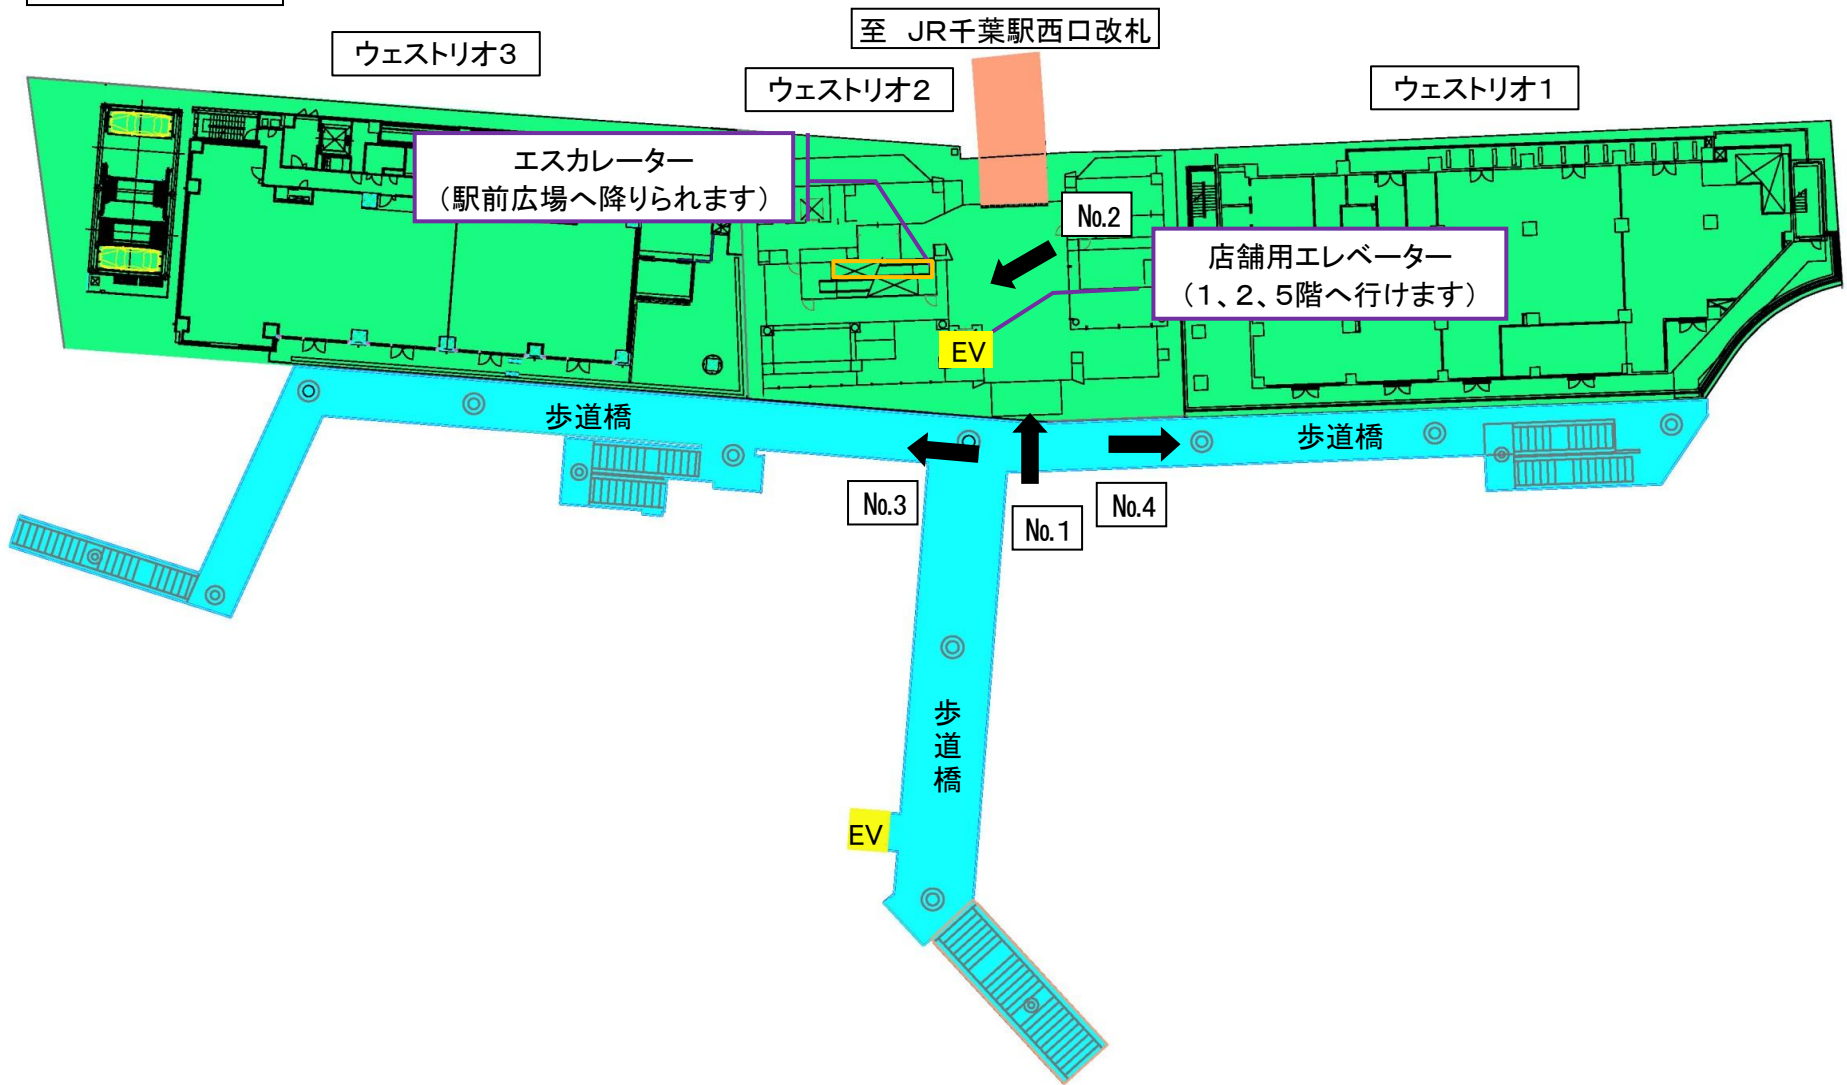 至　ＪＲ千葉駅西口改札
ウェストリオ３
ウェストリオ２
ウェストリオ１
エスカレーター
（駅前広場へ降りられます）
№.2
店舗用エレベーター
（１、２、５階へ行けます）
EV
歩道橋
歩道橋
№.3
№.1
№.4
歩道橋
EV